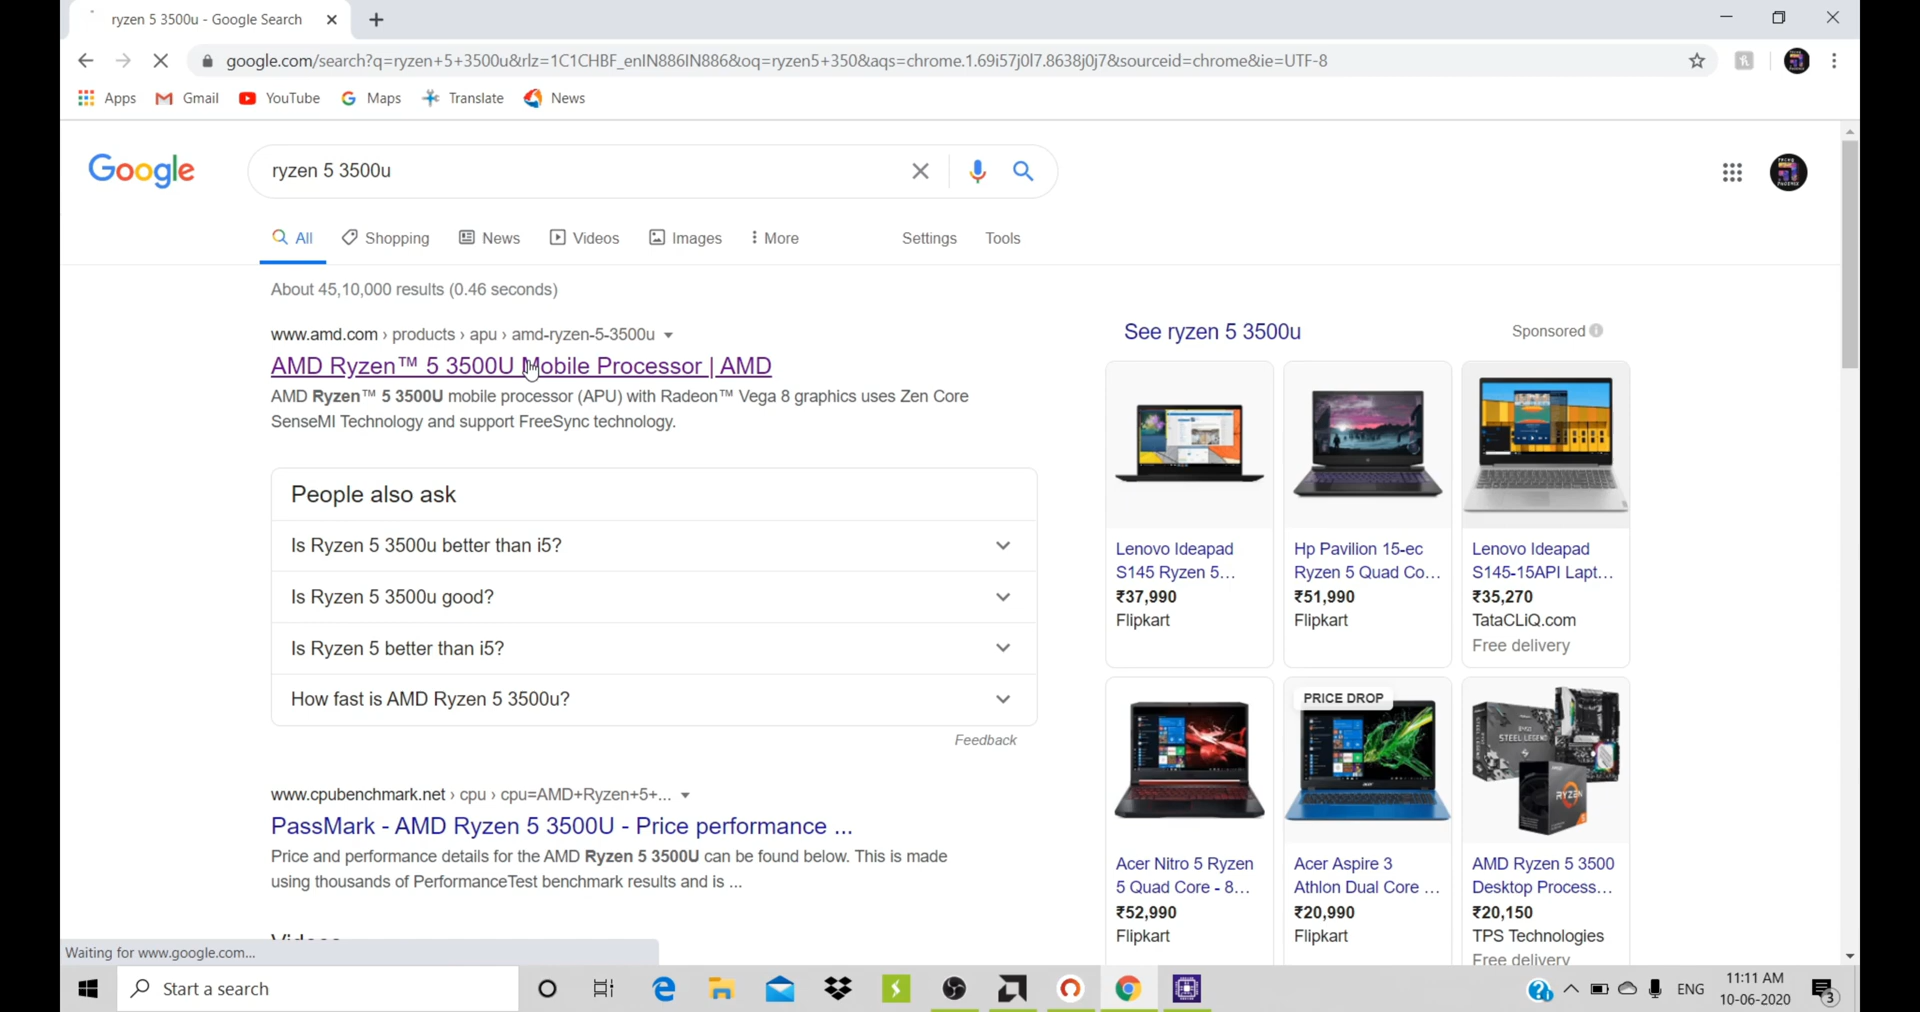 ryzen 5 3500u - Google Search
google.com/search?q=ryzen+5+3500u&rlz=1C1CHBF_enIN886IN886&oq=ryzen5+350&aqs=chrome.1.69i57j0l7.8638j0j7&sourceid=chrome&ie=UTF-8
Apps Gmail YouTube Maps Translate News
Google
ryzen 5 3500u
All Shopping News Videos Images More Settings Tools
About 45,10,000 results (0.46 seconds)
www.amd.com › products › apu › amd-ryzen-5-3500u
AMD Ryzen™ 5 3500U Mobile Processor | AMD
AMD Ryzen™ 5 3500U mobile processor (APU) with Radeon™ Vega 8 graphics uses Zen Core
SenseMI Technology and support FreeSync technology.
People also ask
Is Ryzen 5 3500u better than i5?
Is Ryzen 5 3500u good?
Is Ryzen 5 better than i5?
How fast is AMD Ryzen 5 3500u?
Feedback
www.cpubenchmark.net › cpu › cpu=AMD+Ryzen+5+...
PassMark - AMD Ryzen 5 3500U - Price performance ...
Price and performance details for the AMD Ryzen 5 3500U can be found below. This is made
using thousands of PerformanceTest benchmark results and is ...
See ryzen 5 3500u
Sponsored
Lenovo Ideapad
S145 Ryzen 5...
₹37,990
Flipkart
Hp Pavilion 15-ec
Ryzen 5 Quad Co...
₹51,990
Flipkart
Lenovo Ideapad
S145-15API Lapt...
₹35,270
TataCLiQ.com
Free delivery
Acer Nitro 5 Ryzen
5 Quad Core - 8...
₹52,990
Flipkart
PRICE DROP
Acer Aspire 3
Athlon Dual Core ...
₹20,990
Flipkart
STEEL LEGEND
RYZEN
AMD Ryzen 5 3500
Desktop Process...
₹20,150
TPS Technologies
Free delivery
Videos
Waiting for www.google.com...
Start a search
ENG
11:11 AM
10-06-2020
3